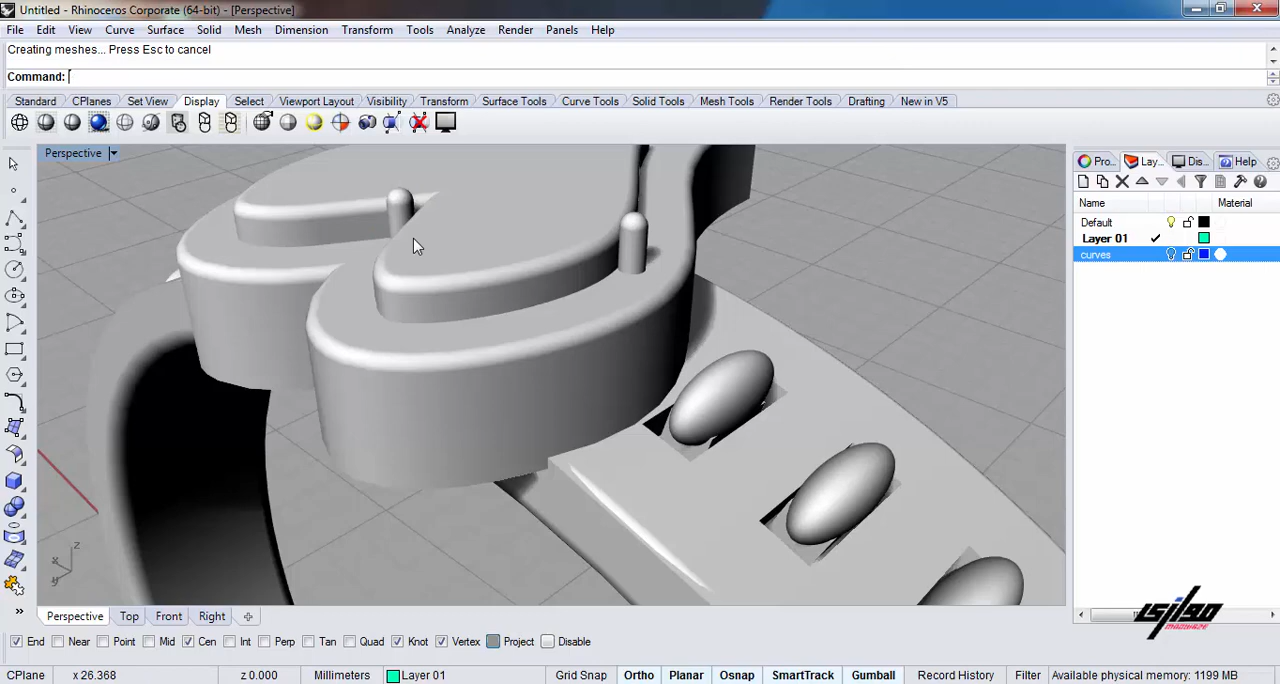 Untitled - Rhinoceros Corporate (64-bit) - [Perspective]
File Edit View Curve Surface Solid Mesh Dimension Transform Tools Analyze Render Panels Help
Creating meshes... Press Esc to cancel
Command:
Standard CPlanes Set View Display Select Viewport Layout Visibility Transform Surface Tools Curve Tools Solid Tools Mesh Tools Render Tools Drafting New in V5
Perspective
Pro... Lay... Dis... Help
Name Material
Default
Layer 01
curves
z
x
y
Perspective Top Front Right
End Near Point Mid Cen Int Perp Tan Quad Knot Vertex Project Disable
CPlane x 26.368 z 0.000 Millimeters Layer 01 Grid Snap Ortho Planar Osnap SmartTrack Gumball Record History Filter Available physical memory: 1199 MB